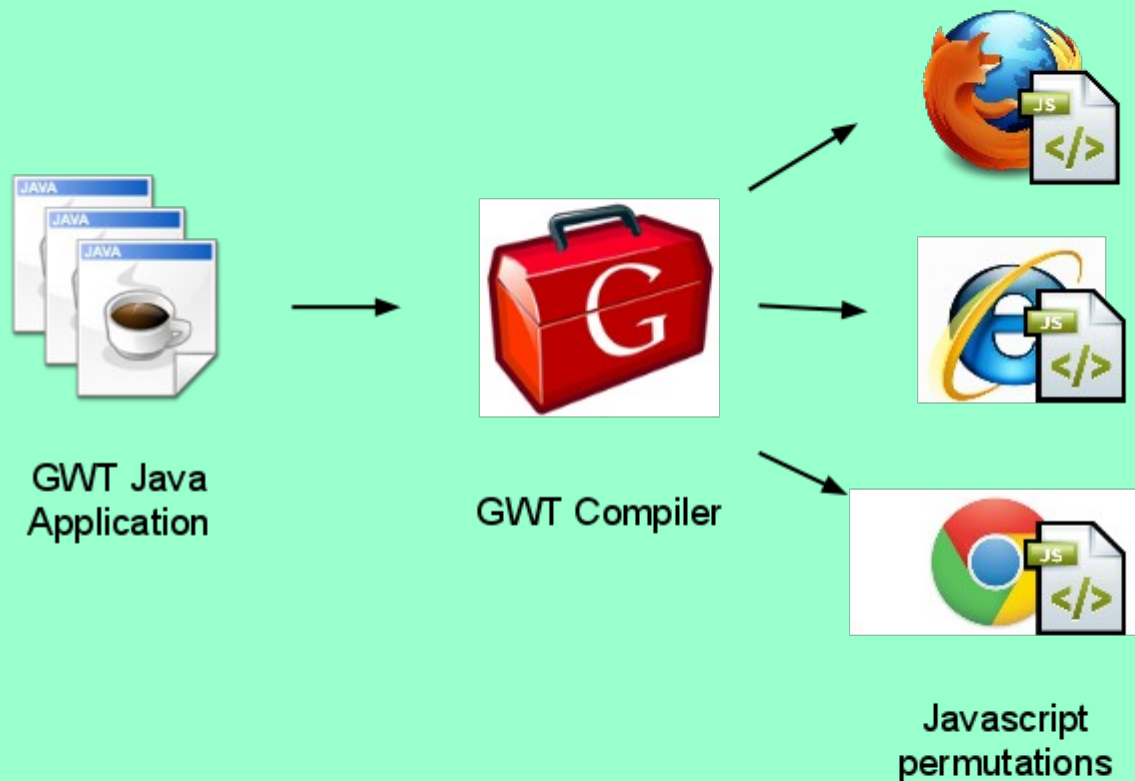 JAVA
JAVA
JAVA
GWT Java
Application
G
GWT Compiler
JS
</>
JS
</>
JS
</>
Javascript
permutations